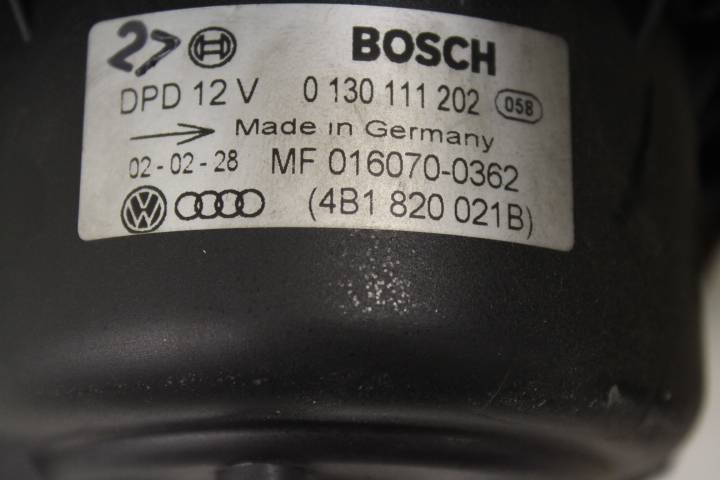 27 BOSCH
DPD 12 V 0 130 111 202 058
Made in Germany
02-02-28 MF 016070-0362
VW (4B1 820 021B)